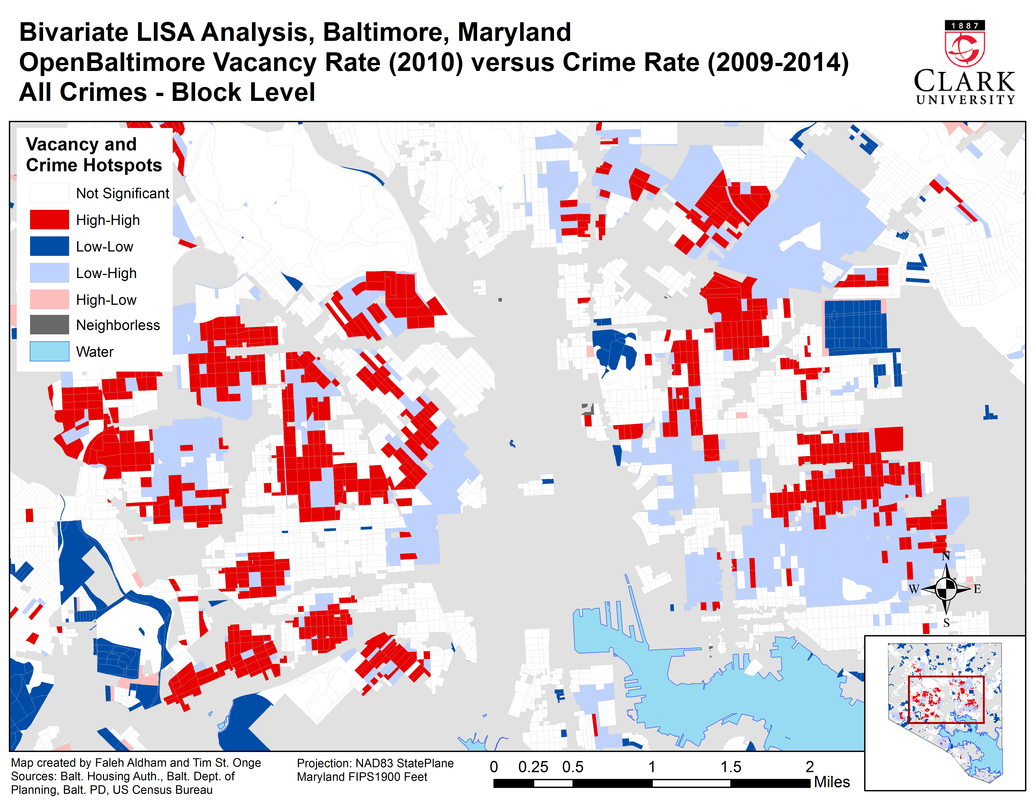 Bivariate LISA Analysis, Baltimore, Maryland
OpenBaltimore Vacancy Rate (2010) versus Crime Rate (2009-2014)
All Crimes - Block Level
1887
CLARK
UNIVERSITY
Vacancy and
Crime Hotspots
Not Significant
High-High
Low-Low
Low-High
High-Low
Neighborless
Water
N
W
E
S
Map created by Faleh Aldham and Tim St. Onge
Sources: Balt. Housing Auth., Balt. Dept. of
Planning, Balt. PD, US Census Bureau
Projection: NAD83 StatePlane
Maryland FIPS1900 Feet
0 0.25 0.5 1 1.5 2
Miles